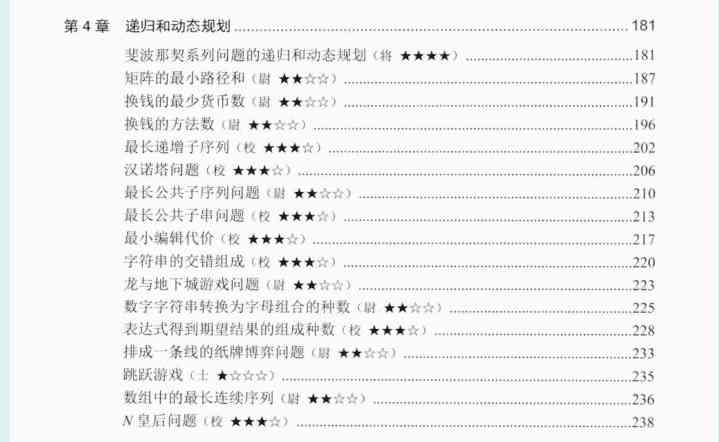 第 4 章 递归和动态规划 ........ 181
斐波那契系列问题的递归和动态规划（将 ★★★★） ........ 181
矩阵的最小路径和（尉 ★★☆☆） ........ 187
换钱的最少货币数（尉 ★★☆☆） ........ 191
换钱的方法数（尉 ★★☆☆） ........ 196
最长递增子序列（校 ★★★☆） ........ 202
汉诺塔问题（校 ★★★☆） ........ 206
最长公共子序列问题（尉 ★★☆☆） ........ 210
最长公共子串问题（校 ★★★☆） ........ 213
最小编辑代价（校 ★★★☆） ........ 217
字符串的交错组成（校 ★★★☆） ........ 220
龙与地下城游戏问题（尉 ★★☆☆） ........ 223
数字字符串转换为字母组合的种数（尉 ★★☆☆） ........ 225
表达式得到期望结果的组成种数（校 ★★★☆） ........ 228
排成一条线的纸牌博弈问题（尉 ★★☆☆） ........ 233
跳跃游戏（士 ★☆☆☆） ........ 235
数组中的最长连续序列（尉 ★★☆☆） ........ 236
N 皇后问题（校 ★★★☆） ........ 238